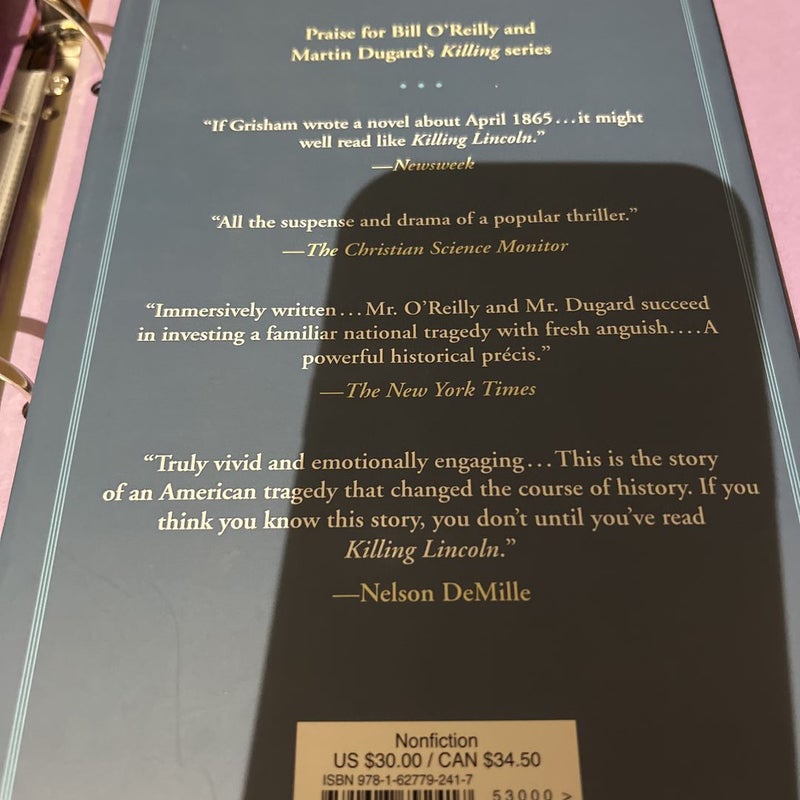 Praise for Bill O'Reilly and
Martin Dugard's Killing series
“If Grisham wrote a novel about April 1865...it might
well read like Killing Lincoln.”
—Newsweek
“All the suspense and drama of a popular thriller.”
—The Christian Science Monitor
“Immersively written...Mr. O'Reilly and Mr. Dugard succeed
in investing a familiar national tragedy with fresh anguish....A
powerful historical précis.”
—The New York Times
“Truly vivid and emotionally engaging...This is the story
of an American tragedy that changed the course of history. If you
think you know this story, you don't until you've read
Killing Lincoln.”
—Nelson DeMille
Nonfiction
US $30.00 / CAN $34.50
ISBN 978-1-62779-241-7
53000 >